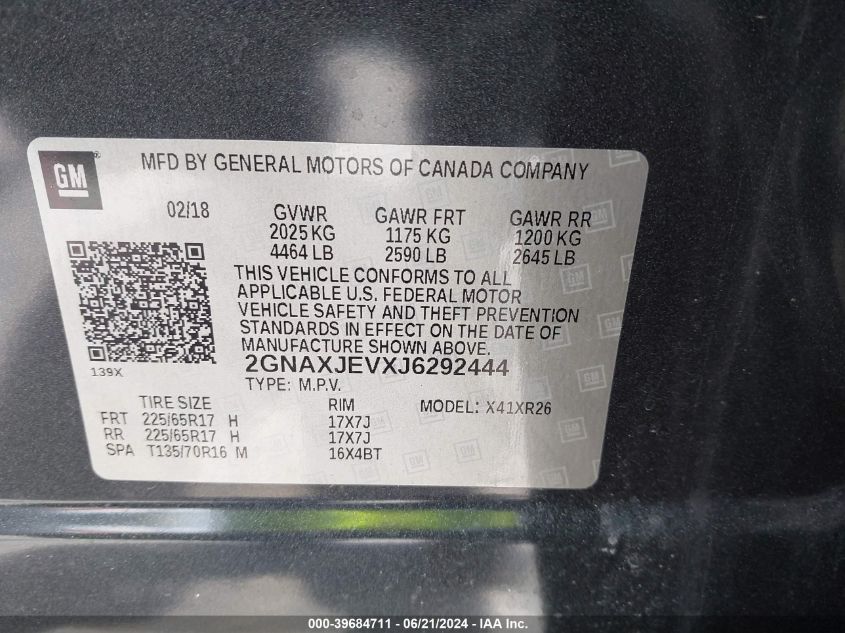 GM
MFD BY GENERAL MOTORS OF CANADA COMPANY
02/18 GVWR GAWR FRT GAWR RR
2025 KG 1175 KG 1200 KG
4464 LB 2590 LB 2645 LB
THIS VEHICLE CONFORMS TO ALL
APPLICABLE U.S. FEDERAL MOTOR
VEHICLE SAFETY AND THEFT PREVENTION
STANDARDS IN EFFECT ON THE DATE OF
MANUFACTURE SHOWN ABOVE.
139X
2GNAXJEVXJ6292444
TYPE: M.P.V.
TIRE SIZE RIM MODEL: X41XR26
FRT 225/65R17 H 17X7J
RR 225/65R17 H 17X7J
SPA T135/70R16 M 16X4BT
000-39684711 - 06/21/2024 - IAA Inc.